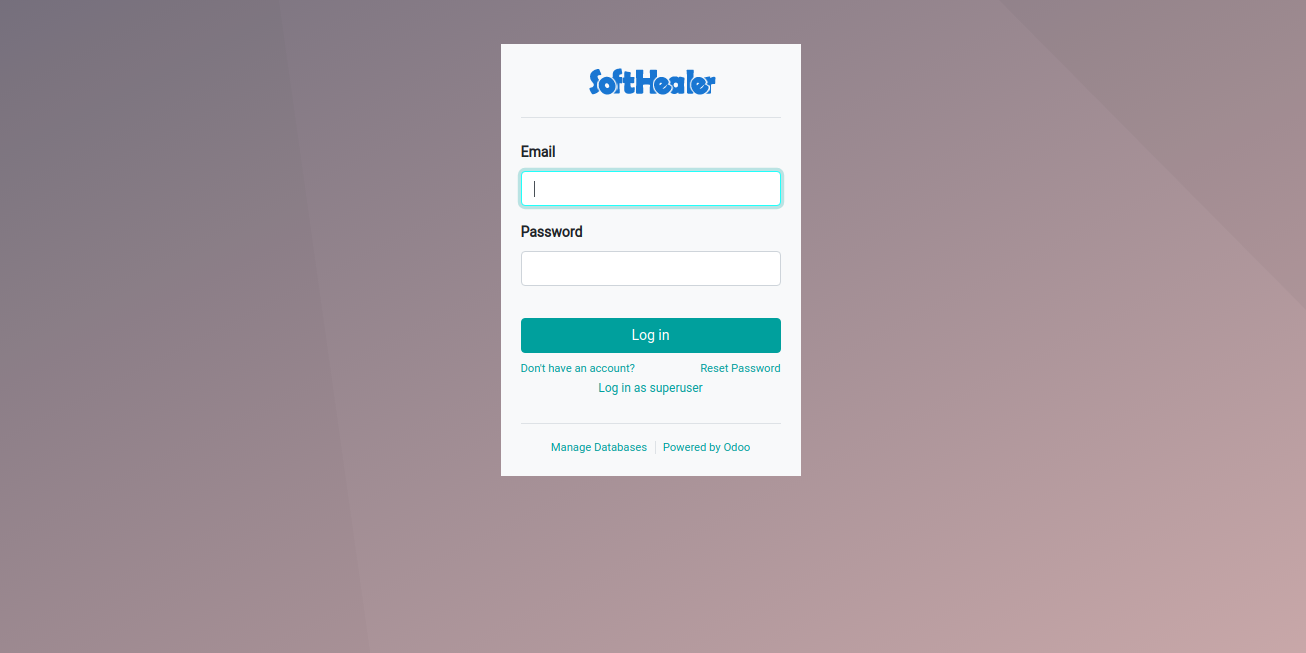 SoftHealer
Email
Password
Log in
Don't have an account? Reset Password
Log in as superuser
Manage Databases Powered by Odoo